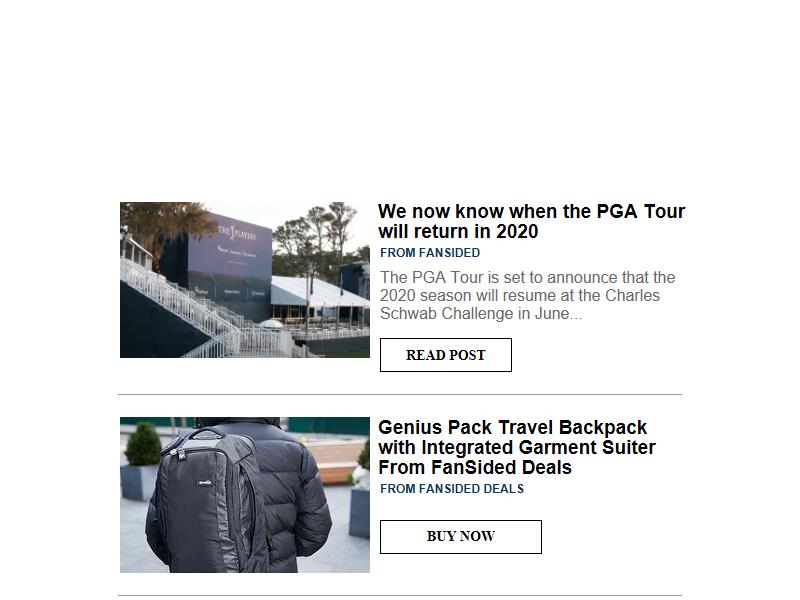 THE PLAYERS
We now know when the PGA Tour
will return in 2020
FROM FANSIDED
The PGA Tour is set to announce that the
2020 season will resume at the Charles
Schwab Challenge in June...
READ POST
Genius Pack Travel Backpack
with Integrated Garment Suiter
From FanSided Deals
FROM FANSIDED DEALS
BUY NOW